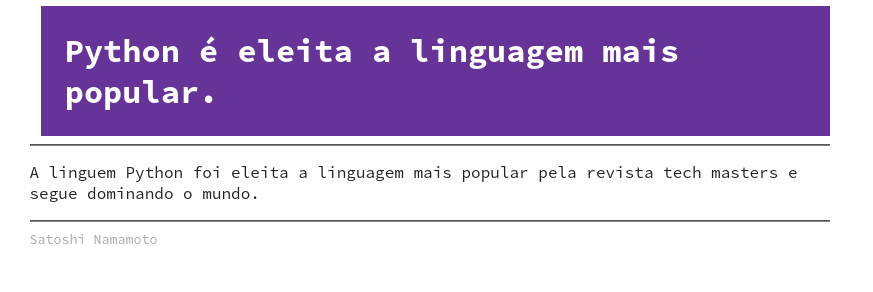 Python é eleita a linguagem mais
popular.
A linguem Python foi eleita a linguagem mais popular pela revista tech masters e
segue dominando o mundo.
Satoshi Namamoto